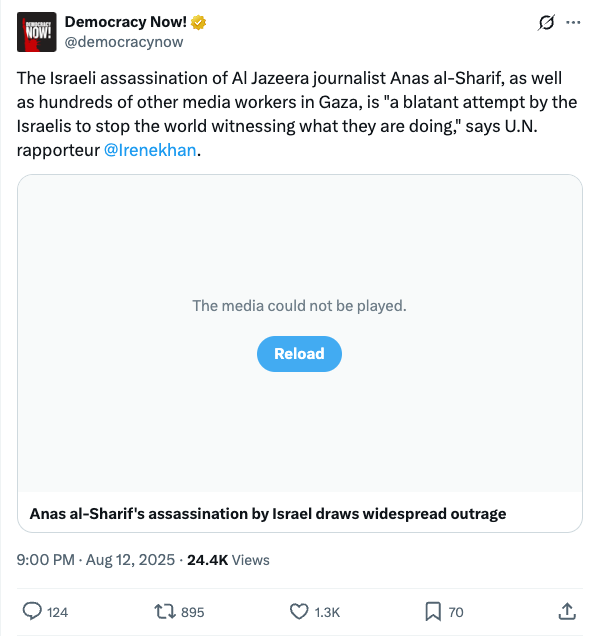 Democracy Now!
@democracynow
The Israeli assassination of Al Jazeera journalist Anas al-Sharif, as well
as hundreds of other media workers in Gaza, is "a blatant attempt by the
Israelis to stop the world witnessing what they are doing," says U.N.
rapporteur @Irenekhan.
The media could not be played.
Reload
Anas al-Sharif's assassination by Israel draws widespread outrage
9:00 PM · Aug 12, 2025 · 24.4K Views
124 895 1.3K 70